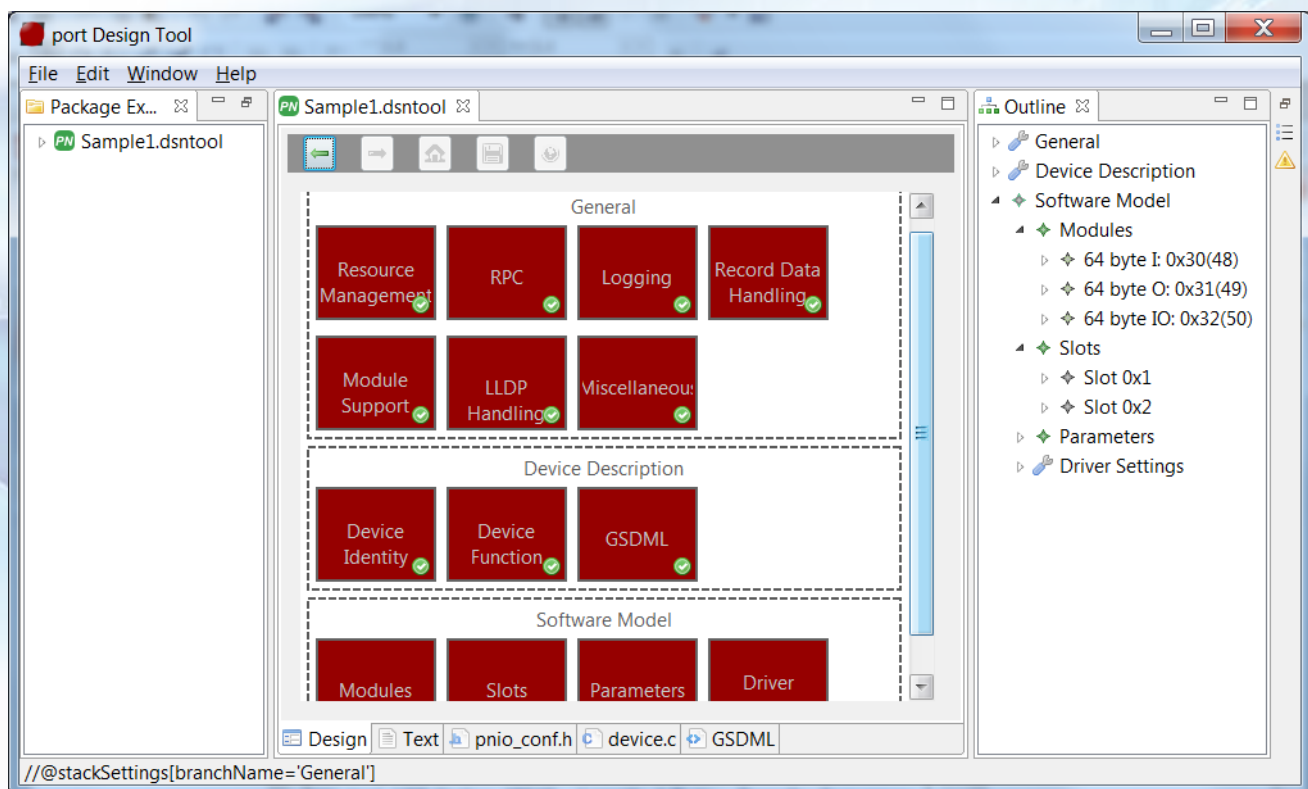 port Design Tool
File Edit Window Help
Package Ex...
PN Sample1.dsntool
PN Sample1.dsntool
General
Resource
Management
RPC
Logging
Record Data
Handling
Module
Support
LLDP
Handling
Miscellaneou
Device Description
Device
Identity
Device
Function
GSDML
Software Model
Modules
Slots
Parameters
Driver
Design Text .h pnio_conf.h c device.c GSDML
Outline
General
Device Description
Software Model
Modules
64 byte I: 0x30(48)
64 byte O: 0x31(49)
64 byte IO: 0x32(50)
Slots
Slot 0x1
Slot 0x2
Parameters
Driver Settings
//@stackSettings[branchName='General']